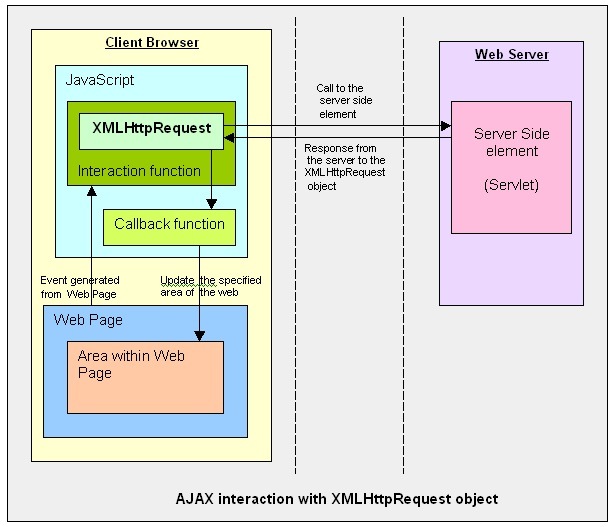 Client Browser
JavaScript
XMLHttpRequest
Interaction function
Callback function
Event generated
from Web Page
Update the specified
area of the web
Web Page
Area within Web
Page
Call to the
server side
element
Response from
the server to the
XMLHttpRequest
object
Web Server
Server Side
element
(Servlet)
AJAX interaction with XMLHttpRequest object